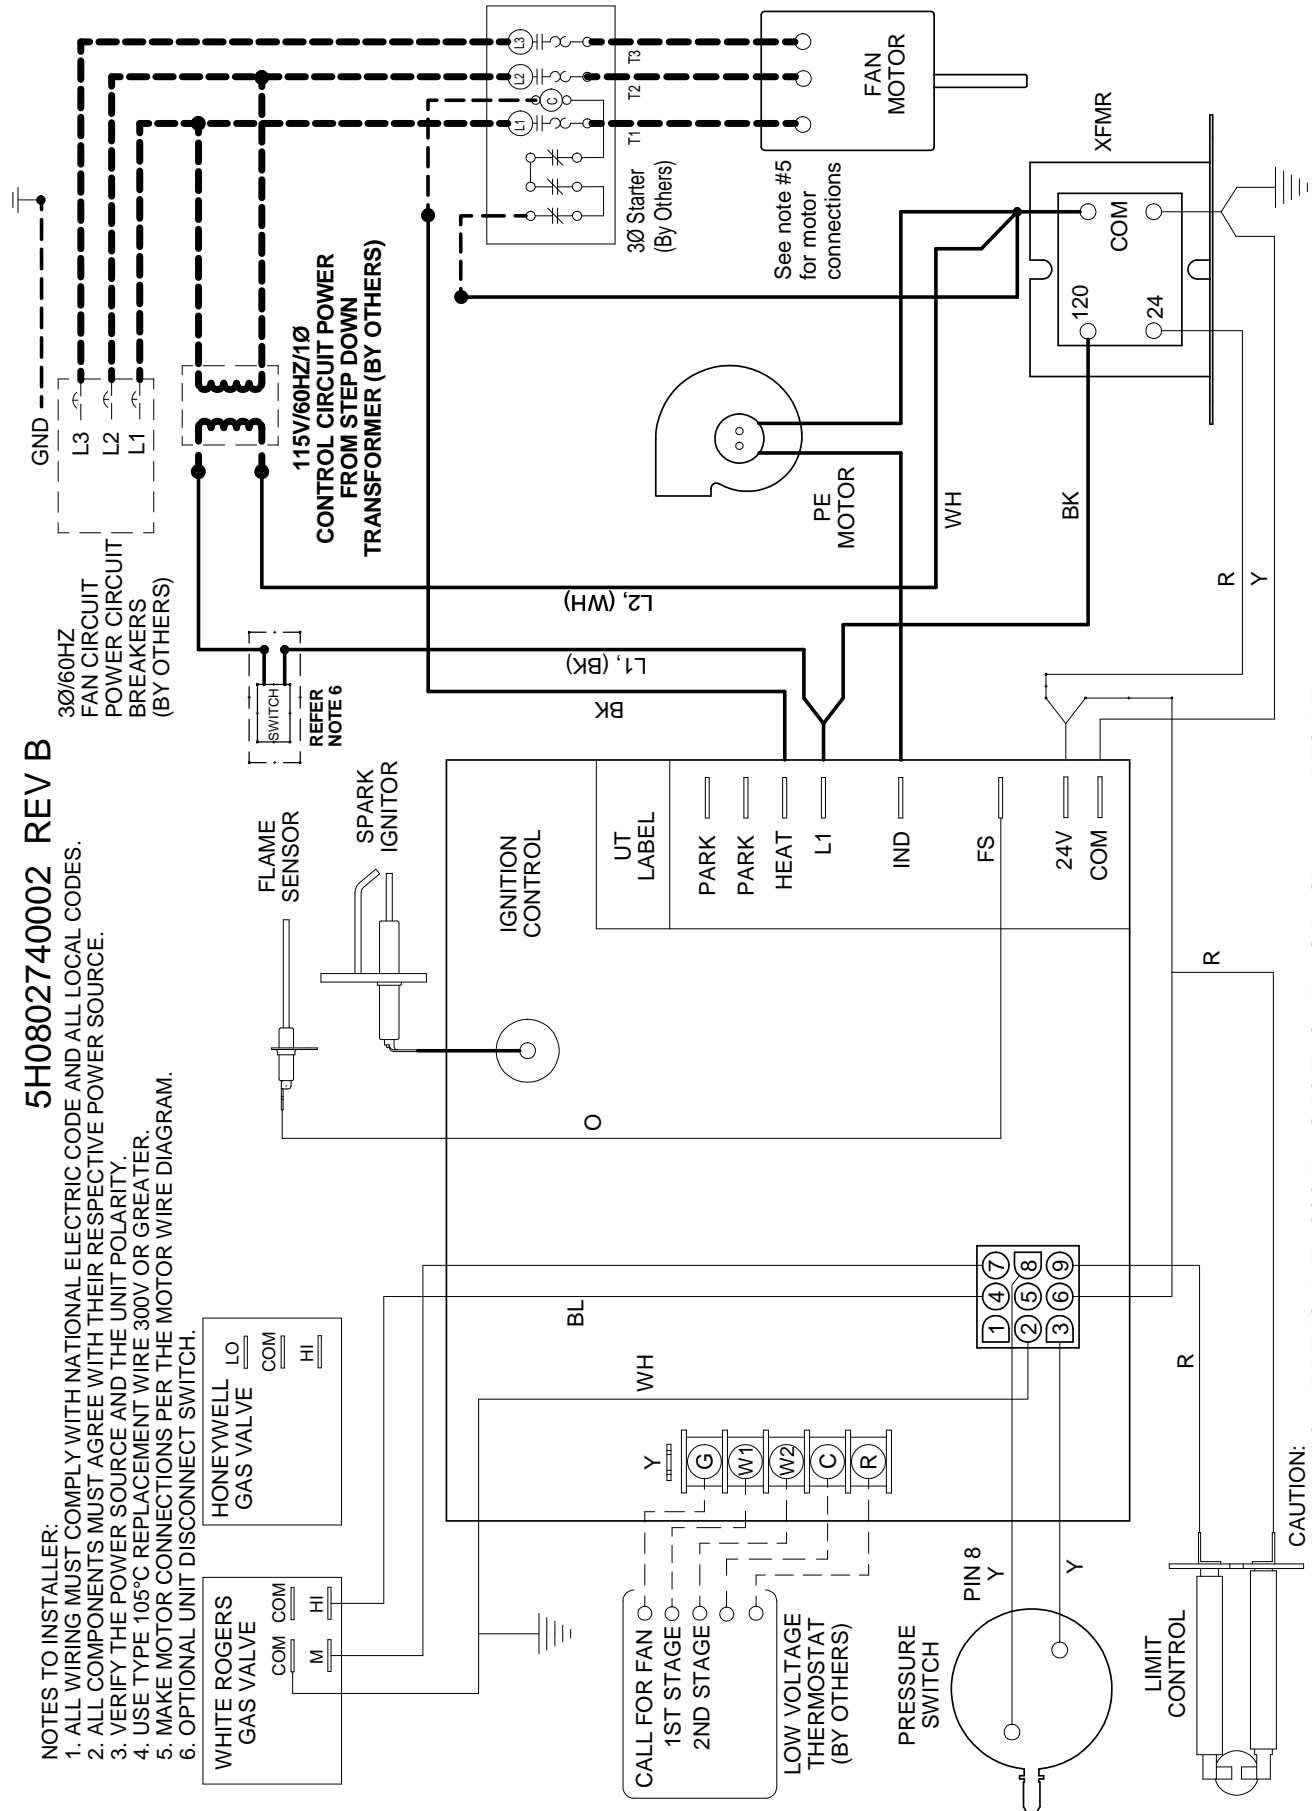 5H0802740002 REV B
NOTES TO INSTALLER:
1. ALL WIRING MUST COMPLY WITH NATIONAL ELECTRIC CODE AND ALL LOCAL CODES.
2. ALL COMPONENTS MUST AGREE WITH THEIR RESPECTIVE POWER SOURCE.
3. VERIFY THE POWER SOURCE AND THE UNIT POLARITY.
4. USE TYPE 105°C REPLACEMENT WIRE 300V OR GREATER.
5. MAKE MOTOR CONNECTIONS PER THE MOTOR WIRE DIAGRAM.
6. OPTIONAL UNIT DISCONNECT SWITCH.
WHITE ROGERS
GAS VALVE
COM
COM
M
HI
HONEYWELL
GAS VALVE
LO
COM
HI
FLAME
SENSOR
SPARK
IGNITOR
3Ø/60HZ
FAN CIRCUIT
POWER CIRCUIT
BREAKERS
(BY OTHERS)
GND
L3
L2
L1
SWITCH
REFER
NOTE 6
115V/60HZ/1Ø
CONTROL CIRCUIT POWER
FROM STEP DOWN
TRANSFORMER (BY OTHERS)
L3
L2
C
L1
T3
T2
T1
3Ø Starter
(By Others)
FAN
MOTOR
See note #5
for motor
connections
XFMR
COM
120
24
PE
MOTOR
WH
BK
R
Y
L2, (WH)
L1, (BK)
BK
IGNITION
CONTROL
UT
LABEL
PARK
PARK
HEAT
L1
IND
FS
24V
COM
O
BL
WH
1
4
7
2
5
8
3
6
9
Y
G
W1
W2
C
R
CALL FOR FAN
1ST STAGE
2ND STAGE
LOW VOLTAGE
THERMOSTAT
(BY OTHERS)
PIN 8
Y
Y
PRESSURE
SWITCH
R
R
LIMIT
CONTROL
CAUTION: